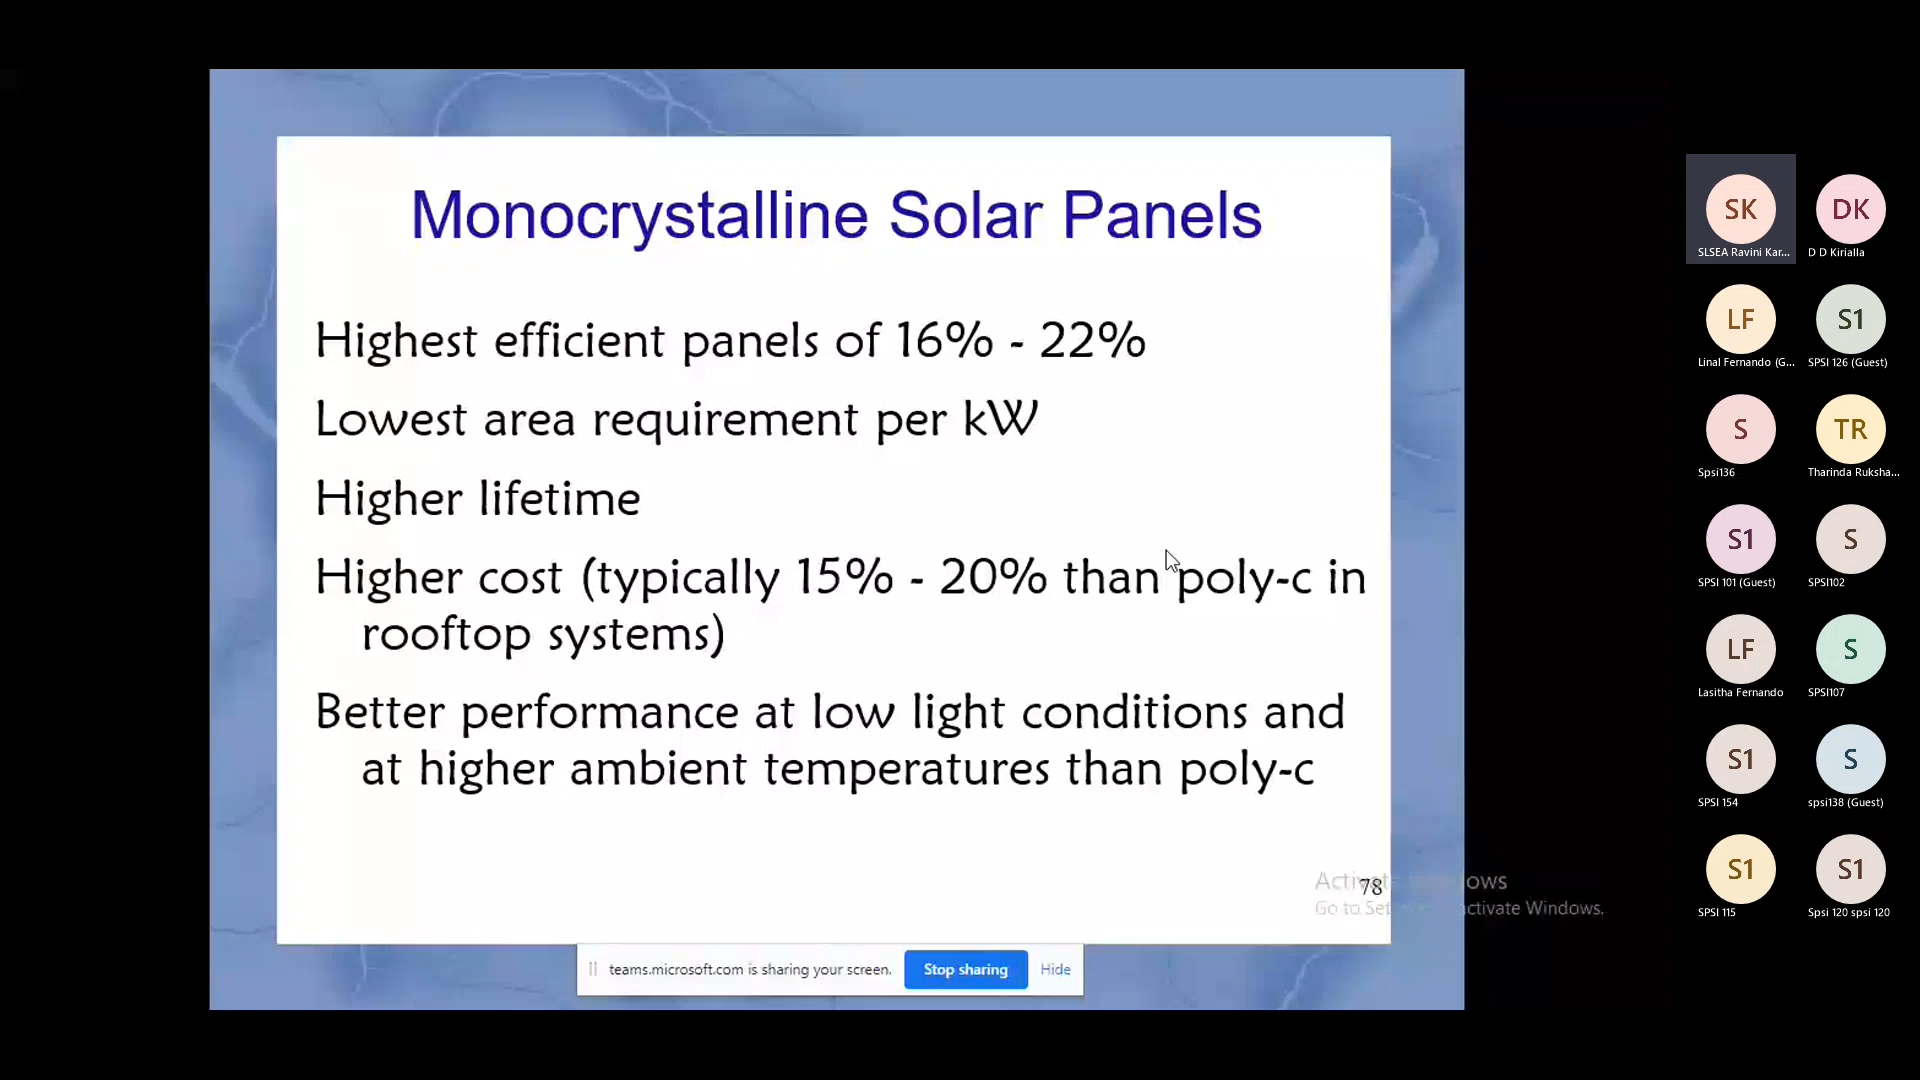 Monocrystalline Solar Panels
Highest efficient panels of 16% - 22%
Lowest area requirement per kW
Higher lifetime
Higher cost (typically 15% - 20% than poly-c in
rooftop systems)
Better performance at low light conditions and
at higher ambient temperatures than poly-c
78
Go to
activate Windows.
teams.microsoft.com is sharing your screen.
Stop sharing
Hide
SK
DK
SLSEA Ravini Kar...
D D Kirialla
LF
S1
Linal Fernando (G...
SPSI 126 (Guest)
S
TR
Spsi136
Tharinda Ruksha...
S1
S
SPSI 101 (Guest)
SPSI102
LF
S
Lasitha Fernando
SPSI107
S1
S
SPSI 154
spsi138 (Guest)
S1
S1
SPSI 115
Spsi 120 spsi 120